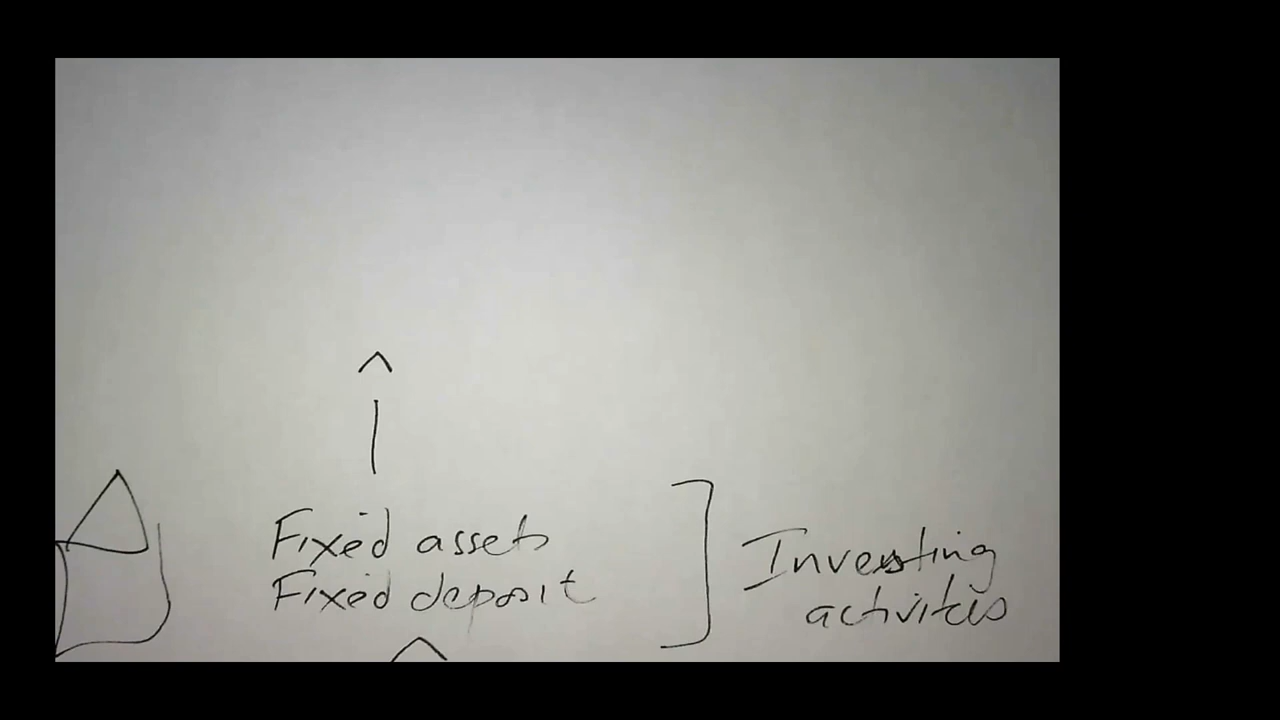 Fixed assets
Fixed deposit
Investing
activities